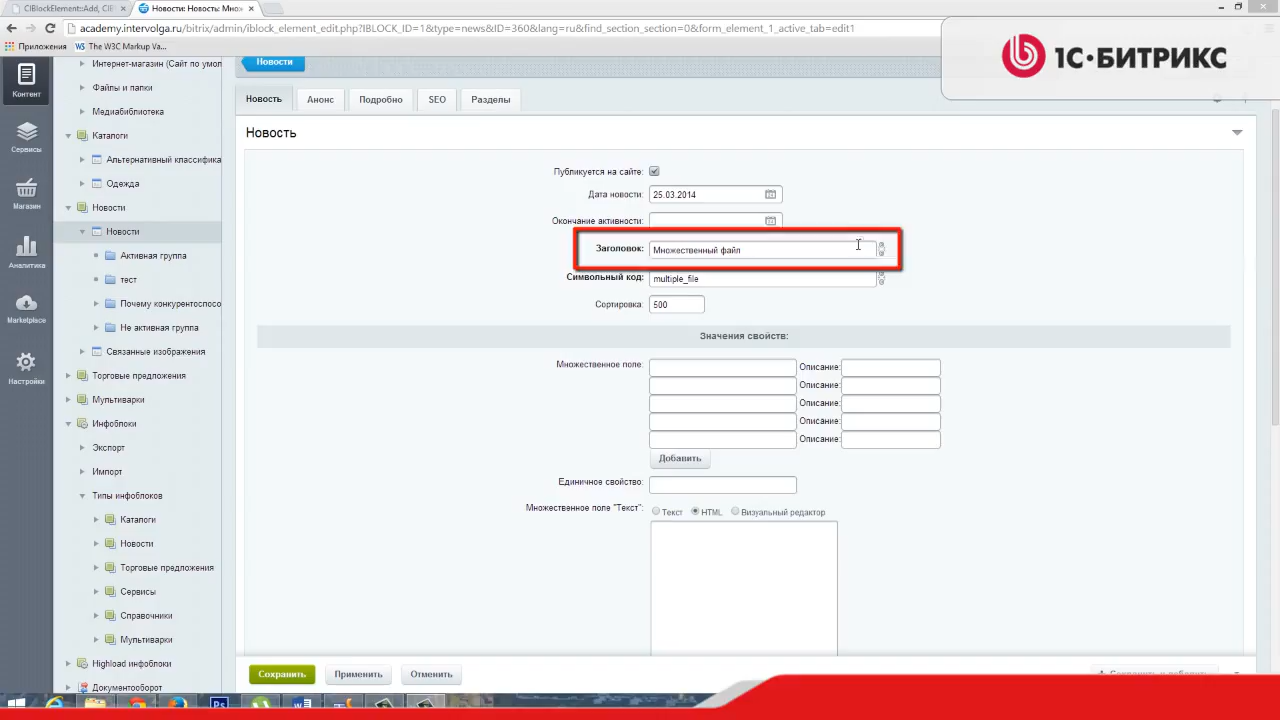 CIBlockElement::Add, CIBlo
Новости: Новость: Мнох
academy.intervolga.ru/bitrix/admin/iblock_element_edit.php?IBLOCK_ID=1&type=news&ID=360&lang=ru&find_section_section=0&form_element_1_active_tab=edit1
Приложения
The W3C Markup Va...
1С·БИТРИКС
Контент
Сервисы
Магазин
Аналитика
Marketplace
Настройки
Интернет-магазин (Сайт по умол
Файлы и папки
Медиабиблиотека
Каталоги
Альтернативный классифика
Одежда
Новости
Новости
Активная группа
тест
Почему конкурентоспосо
Не активная группа
Связанные изображения
Торговые предложения
Мультиварки
Инфоблоки
Экспорт
Импорт
Типы инфоблоков
Каталоги
Новости
Торговые предложения
Сервисы
Справочники
Мультиварки
Highload инфоблоки
Документооборот
Новости
Новость
Анонс
Подробно
SEO
Разделы
Новость
Публикуется на сайте:
Дата новости: 25.03.2014
Окончание активности:
Заголовок: Множественный файл
Символьный код: multiple_file
Сортировка: 500
Значения свойств:
Множественное поле: Описание:
Описание:
Описание:
Описание:
Описание:
Добавить
Единичное свойство:
Множественное поле "Текст": Текст HTML Визуальный редактор
Сохранить
Применить
Отменить